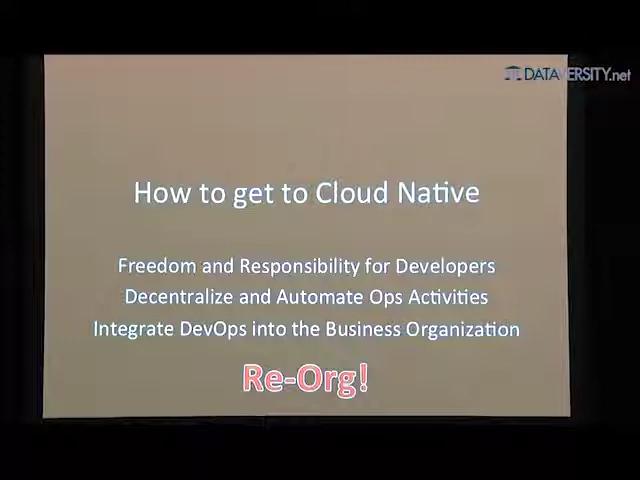 DATAVERSITY.net
How to get to Cloud Native
Freedom and Responsibility for Developers
Decentralize and Automate Ops Activities
Integrate DevOps into the Business Organization
Re-Org!